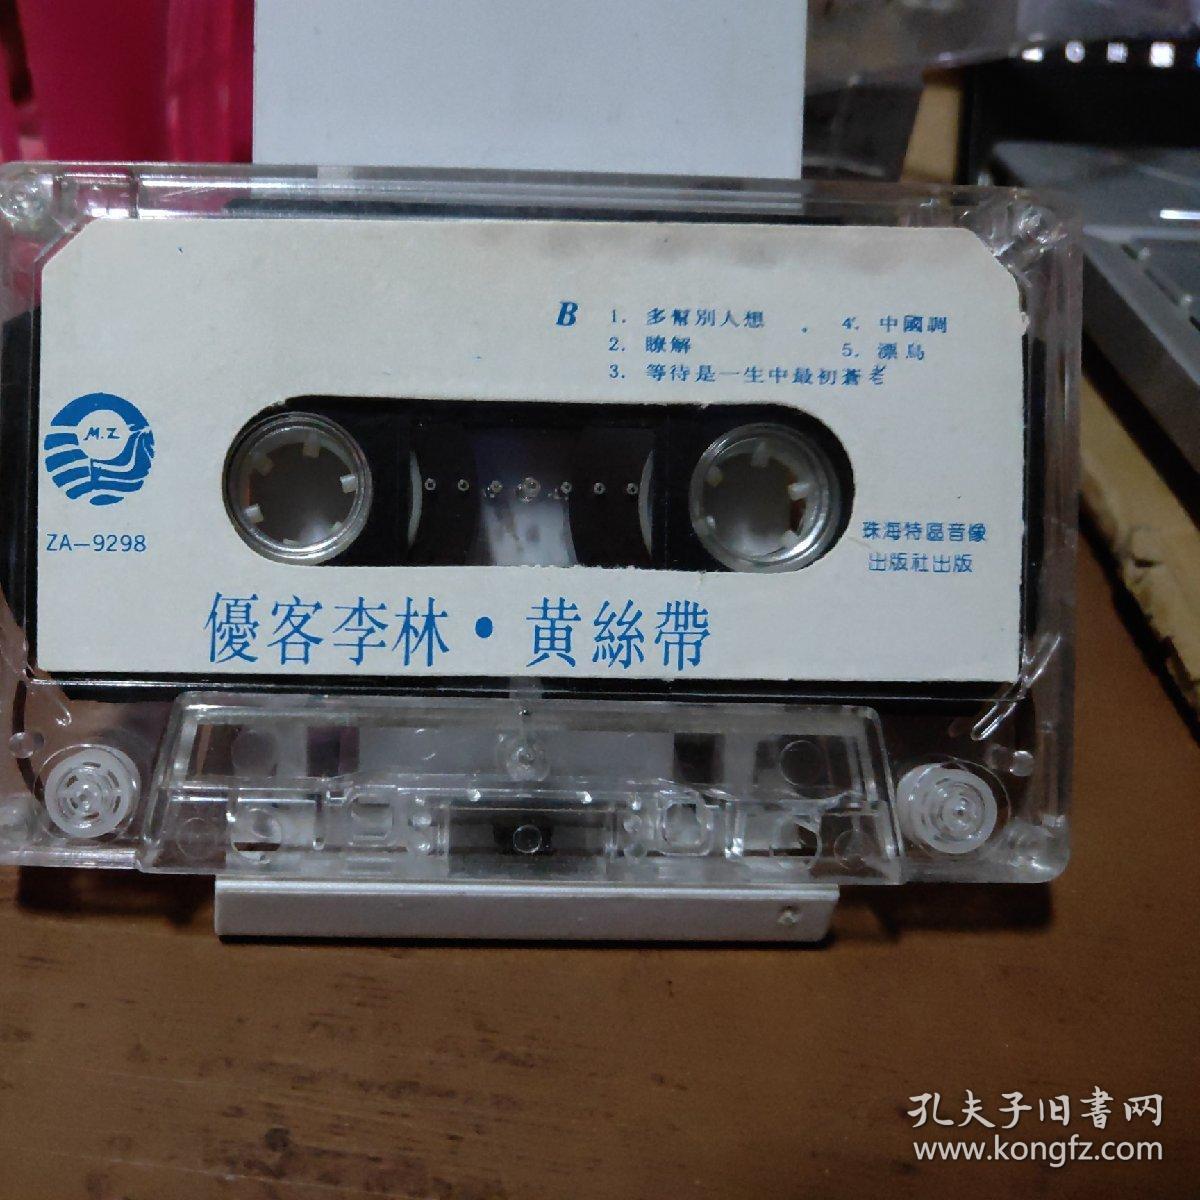 B 1. 多幫別人想 4. 中國調
2. 瞭解 5. 漂鳥
3. 等待是一生中最初蒼老
M.Z
ZA—9298
珠海特區音像
出版社出版
優客李林·黄絲帶
孔夫子旧書网
www.kongfz.com